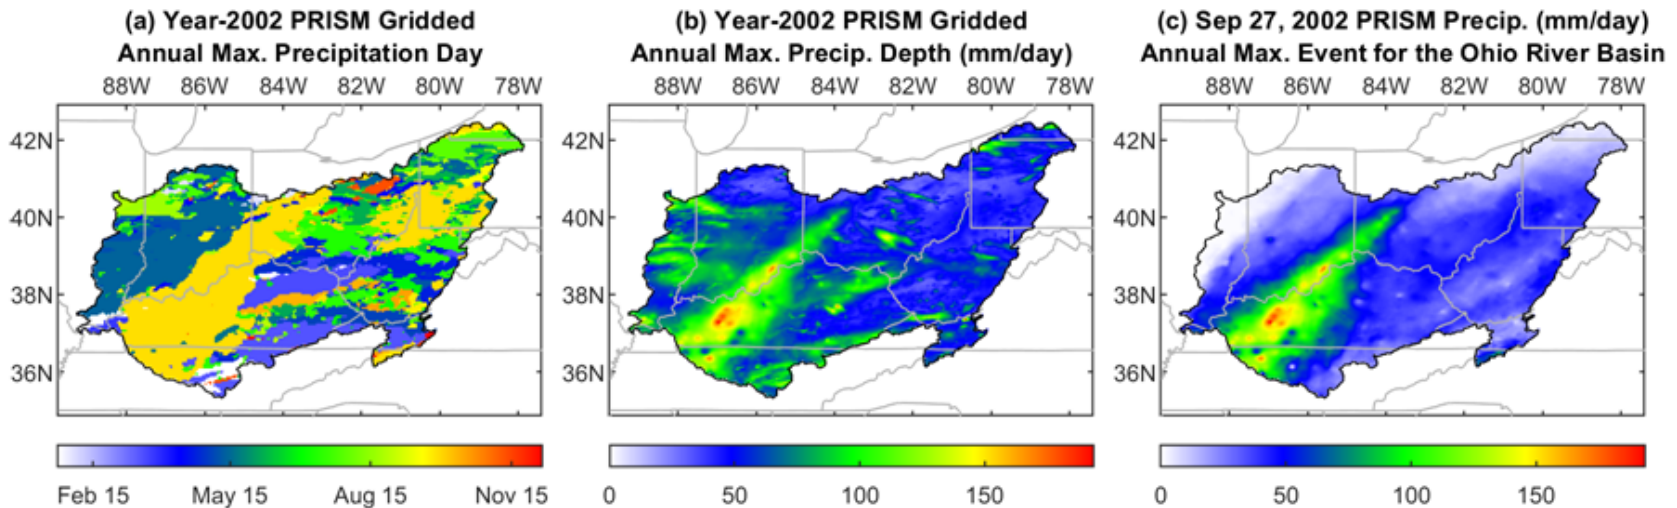 (a) Year-2002 PRISM Gridded
Annual Max. Precipitation Day
88W 86W 84W 82W 80W 78W
42N
40N
38N
36N
Feb 15 May 15 Aug 15 Nov 15
(b) Year-2002 PRISM Gridded
Annual Max. Precip. Depth (mm/day)
88W 86W 84W 82W 80W 78W
42N
40N
38N
36N
0 50 100 150
(c) Sep 27, 2002 PRISM Precip. (mm/day)
Annual Max. Event for the Ohio River Basin
88W 86W 84W 82W 80W 78W
42N
40N
38N
36N
0 50 100 150